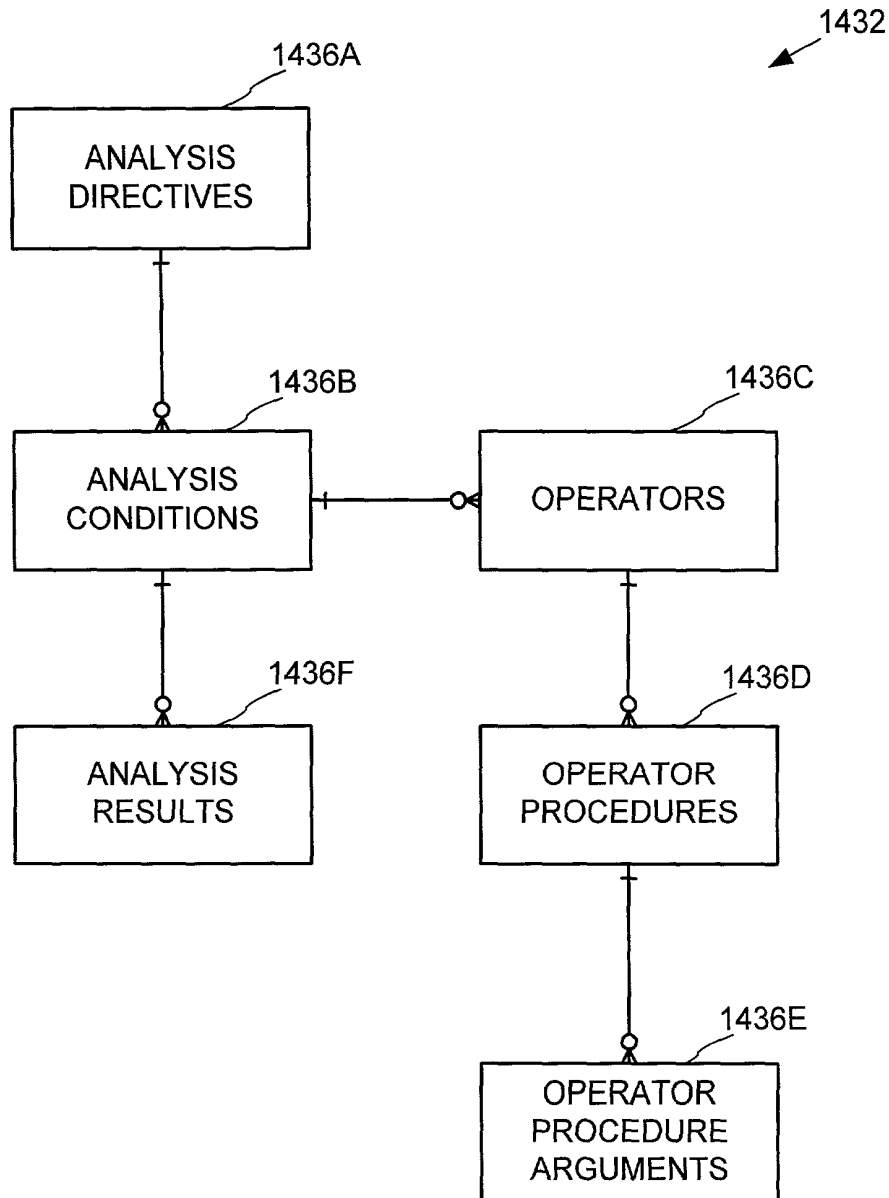 1432
1436A
ANALYSIS
DIRECTIVES
1436B
ANALYSIS
CONDITIONS
1436C
OPERATORS
1436F
ANALYSIS
RESULTS
1436D
OPERATOR
PROCEDURES
1436E
OPERATOR
PROCEDURE
ARGUMENTS